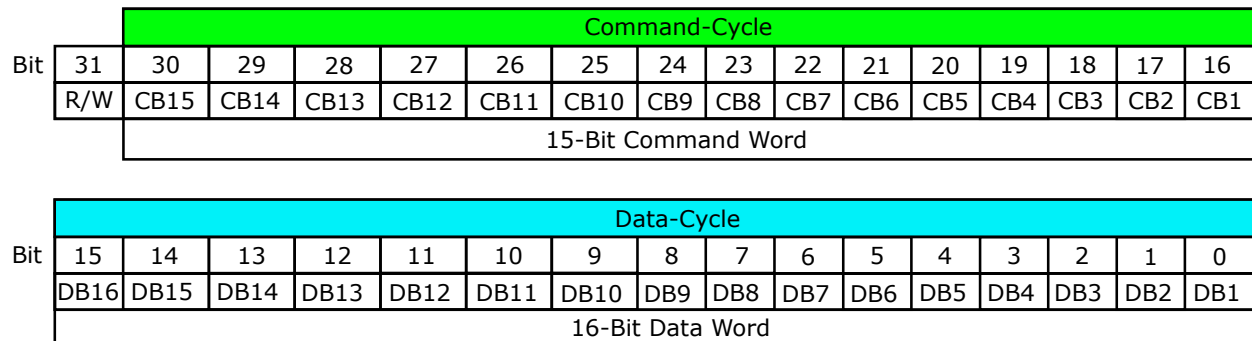 Command-Cycle
Bit 31 30 29 28 27 26 25 24 23 22 21 20 19 18 17 16
R/W CB15 CB14 CB13 CB12 CB11 CB10 CB9 CB8 CB7 CB6 CB5 CB4 CB3 CB2 CB1
15-Bit Command Word
Data-Cycle
Bit 15 14 13 12 11 10 9 8 7 6 5 4 3 2 1 0
DB16 DB15 DB14 DB13 DB12 DB11 DB10 DB9 DB8 DB7 DB6 DB5 DB4 DB3 DB2 DB1
16-Bit Data Word